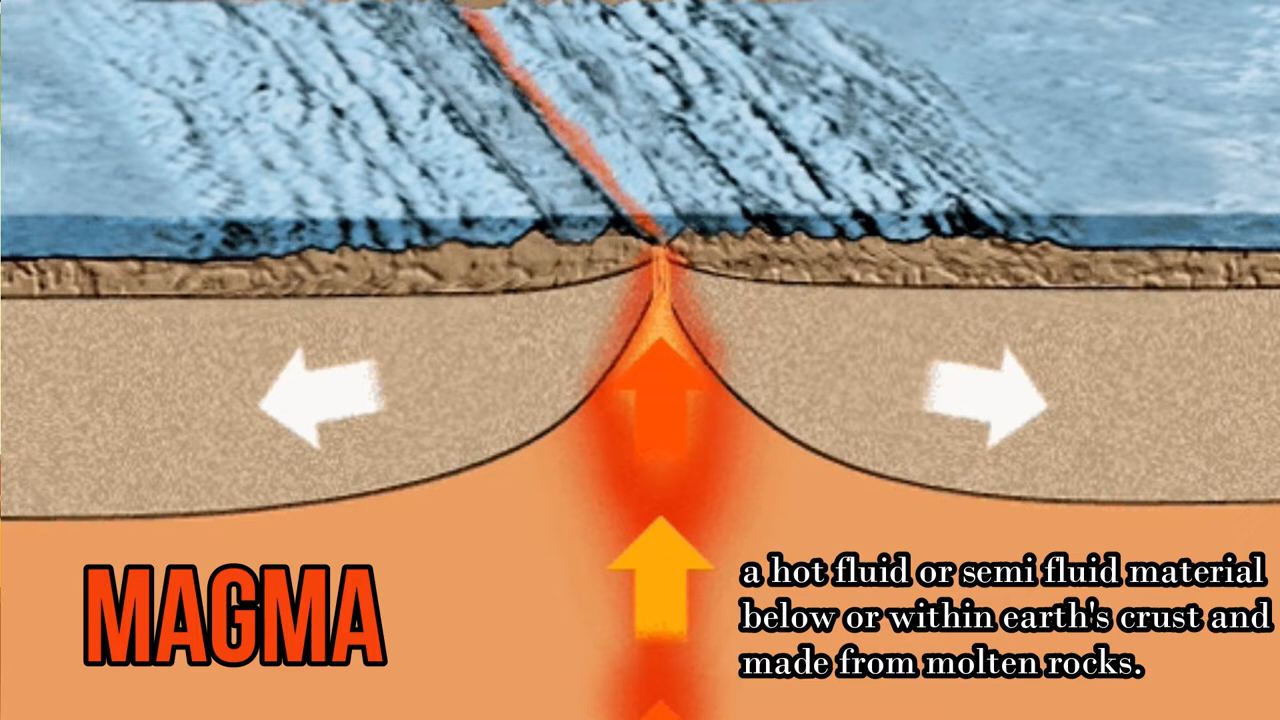 MAGMA
a hot fluid or semi fluid material
below or within earth's crust and
made from molten rocks.